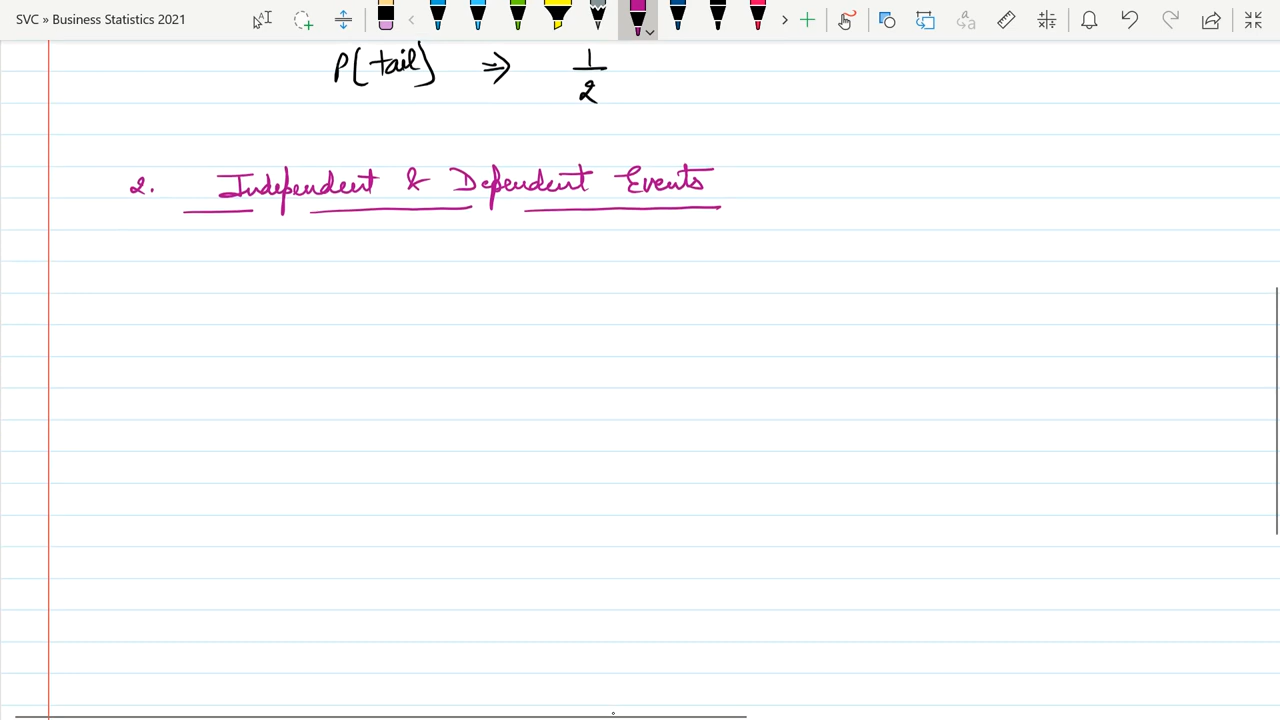 SVC » Business Statistics 2021
P[tail] ⇒ 1/2
2. Independent & Dependent Events